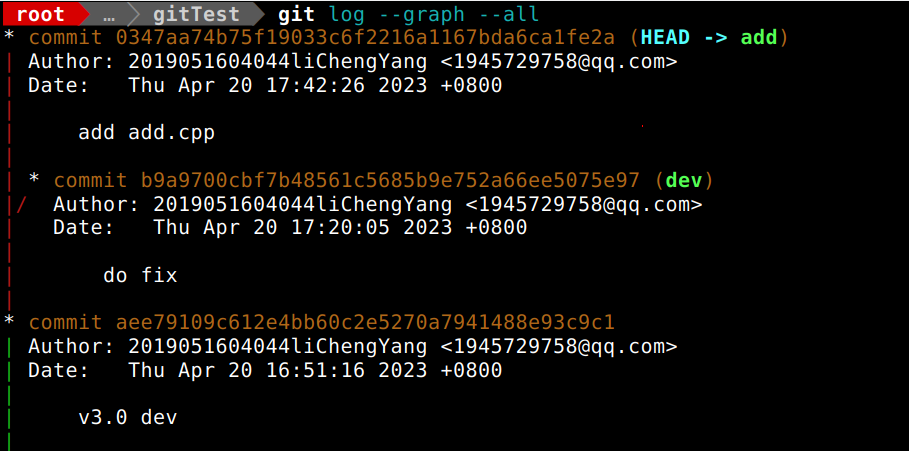 root … gitTest git log --graph --all
* commit 0347aa74b75f19033c6f2216a1167bda6ca1fe2a (HEAD -> add)
| Author: 2019051604044liChengYang <1945729758@qq.com>
| Date:   Thu Apr 20 17:42:26 2023 +0800
|
|     add add.cpp
|
| * commit b9a9700cbf7b48561c5685b9e752a66ee5075e97 (dev)
|/  Author: 2019051604044liChengYang <1945729758@qq.com>
|   Date:   Thu Apr 20 17:20:05 2023 +0800
|
|       do fix
|
* commit aee79109c612e4bb60c2e5270a7941488e93c9c1
| Author: 2019051604044liChengYang <1945729758@qq.com>
| Date:   Thu Apr 20 16:51:16 2023 +0800
|
|     v3.0 dev
|